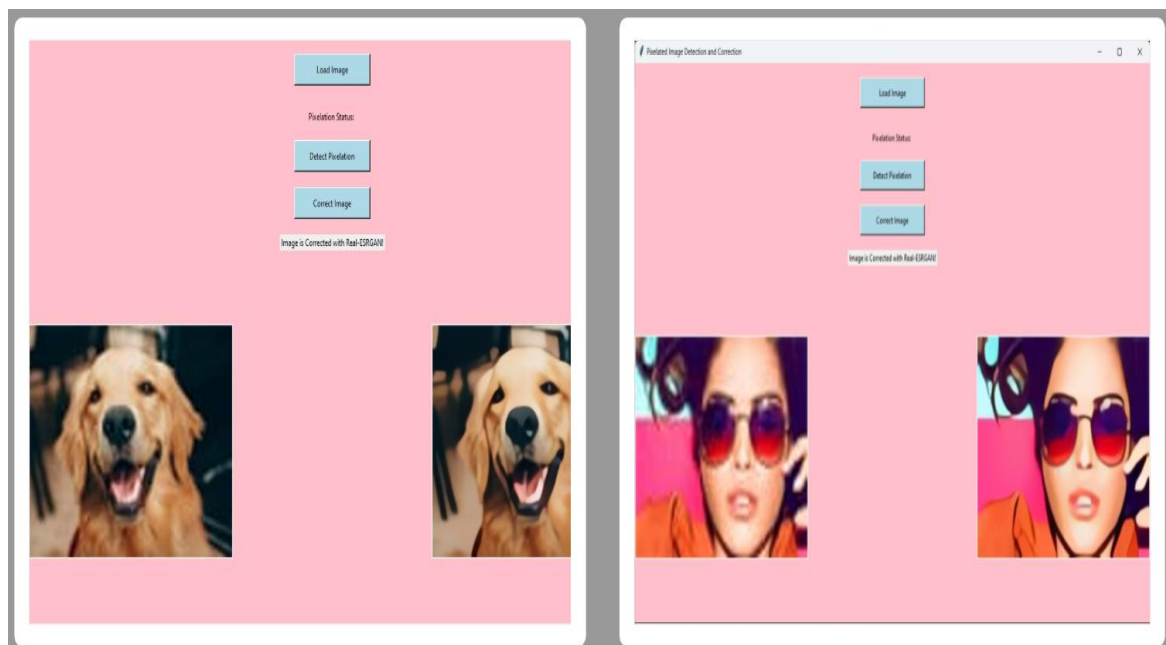 Load Image
Pixelation Status:
Detect Pixelation
Correct Image
Image is Corrected with Real-ESRGAN!
Pixelated Image Detection and Correction
Load Image
Pixelation Status:
Detect Pixelation
Correct Image
Image is Corrected with Real-ESRGAN!